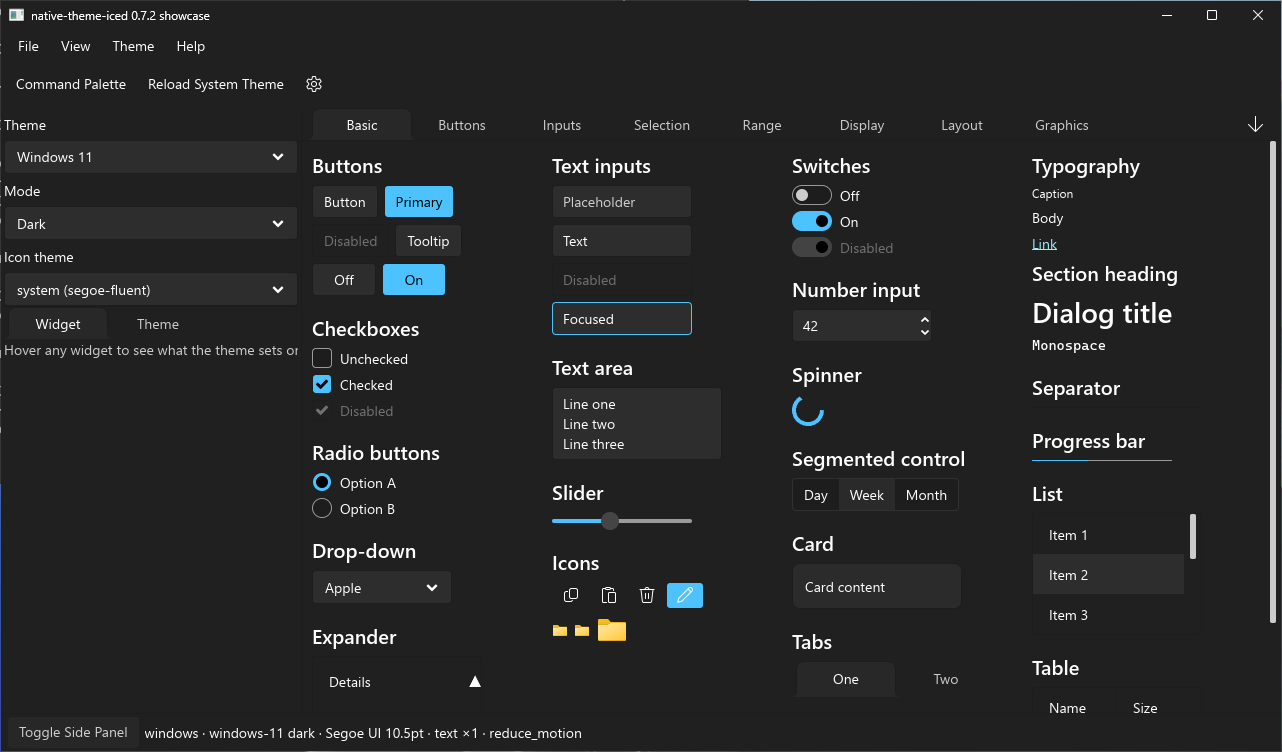 native-theme-iced 0.7.2 showcase
File View Theme Help
Command Palette Reload System Theme
Theme
Windows 11
Mode
Dark
Icon theme
system (segoe-fluent)
Widget Theme
Hover any widget to see what the theme sets or
Basic Buttons Inputs Selection Range Display Layout Graphics
Buttons
Button Primary
Disabled Tooltip
Off On
Checkboxes
Unchecked
Checked
Disabled
Radio buttons
Option A
Option B
Drop-down
Apple
Expander
Details
Text inputs
Placeholder
Text
Disabled
Focused
Text area
Line one
Line two
Line three
Slider
Icons
Switches
Off
On
Disabled
Number input
42
Spinner
Segmented control
Day Week Month
Card
Card content
Tabs
One Two
Typography
Caption
Body
Link
Section heading
Dialog title
Monospace
Separator
Progress bar
List
Item 1
Item 2
Item 3
Table
Name Size
Toggle Side Panel windows · windows-11 dark · Segoe UI 10.5pt · text ×1 · reduce_motion